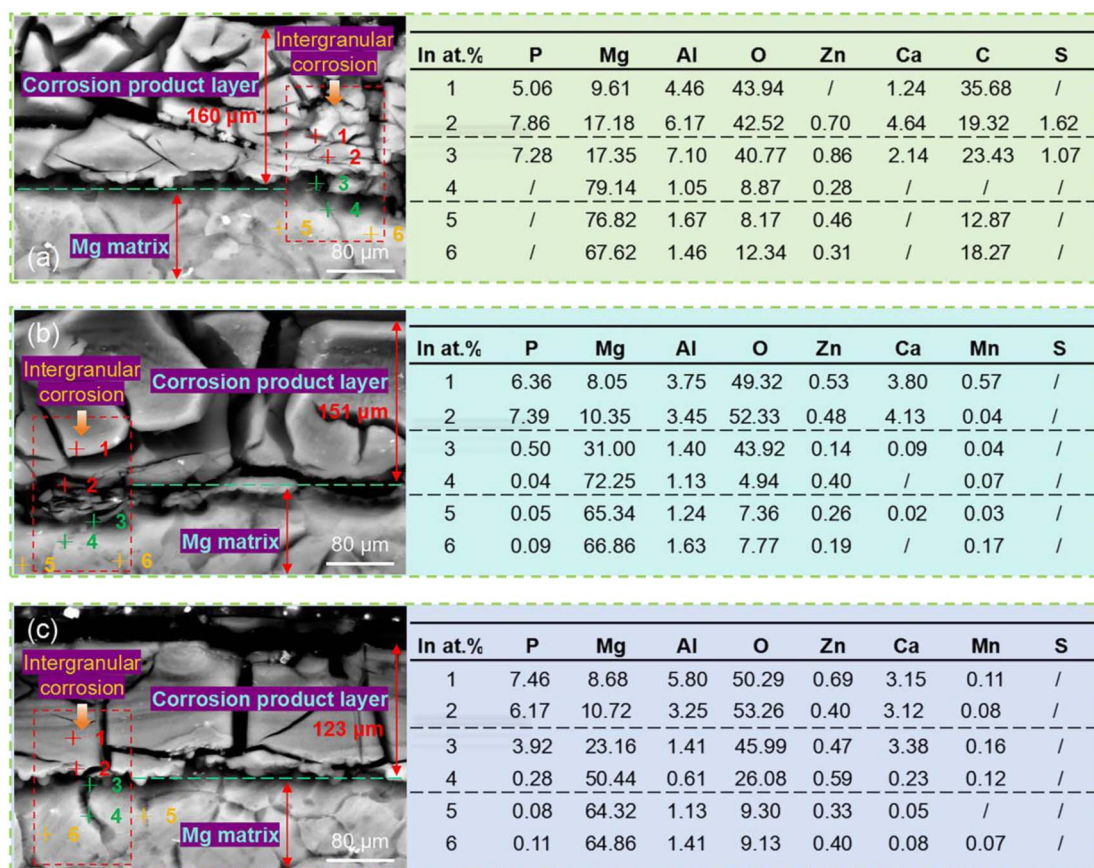 Intergranular
corrosion
Corrosion product layer
160 μm
1
2
3
4
5
6
Mg matrix
80 μm
(a)
In at.% P Mg Al O Zn Ca C S
1 5.06 9.61 4.46 43.94 / 1.24 35.68 /
2 7.86 17.18 6.17 42.52 0.70 4.64 19.32 1.62
3 7.28 17.35 7.10 40.77 0.86 2.14 23.43 1.07
4 / 79.14 1.05 8.87 0.28 / / /
5 / 76.82 1.67 8.17 0.46 / 12.87 /
6 / 67.62 1.46 12.34 0.31 / 18.27 /
(b)
Intergranular
corrosion
Corrosion product layer
151 μm
1
2
3
4
5
6
Mg matrix
80 μm
In at.% P Mg Al O Zn Ca Mn S
1 6.36 8.05 3.75 49.32 0.53 3.80 0.57 /
2 7.39 10.35 3.45 52.33 0.48 4.13 0.04 /
3 0.50 31.00 1.40 43.92 0.14 0.09 0.04 /
4 0.04 72.25 1.13 4.94 0.40 / 0.07 /
5 0.05 65.34 1.24 7.36 0.26 0.02 0.03 /
6 0.09 66.86 1.63 7.77 0.19 / 0.17 /
(c)
Intergranular
corrosion
Corrosion product layer
123 μm
1
2
3
4
5
6
Mg matrix
80 μm
In at.% P Mg Al O Zn Ca Mn S
1 7.46 8.68 5.80 50.29 0.69 3.15 0.11 /
2 6.17 10.72 3.25 53.26 0.40 3.12 0.08 /
3 3.92 23.16 1.41 45.99 0.47 3.38 0.16 /
4 0.28 50.44 0.61 26.08 0.59 0.23 0.12 /
5 0.08 64.32 1.13 9.30 0.33 0.05 / /
6 0.11 64.86 1.41 9.13 0.40 0.08 0.07 /